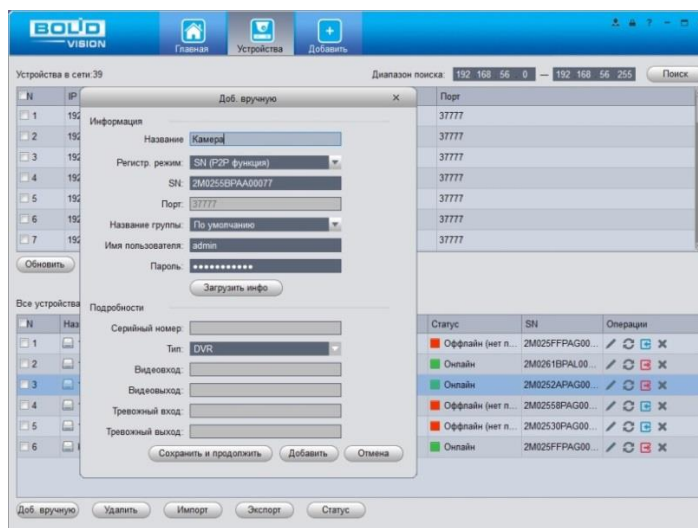 BOLID
VISION
Главная
Устройства
Добавить
Устройства в сети:39
Диапазон поиска: 192 168 56 0 — 192 168 56 255 Поиск
N IP Порт
1 192 37777
2 192 37777
3 192 37777
4 192 37777
5 192 37777
6 192 37777
7 192 37777
Доб. вручную
Информация
Название Камера
Регистр. режим: SN (P2P функция)
SN: 2M0255BPAA00077
Порт: 37777
Название группы: По умолчанию
Имя пользователя: admin
Пароль: •••••••••••
Загрузить инфо
Подробности
Серийный номер:
Тип: DVR
Видеовход:
Видеовыход:
Тревожный вход:
Тревожный выход:
Сохранить и продолжить Добавить Отмена
Обновить
Все устройства
N Наз Статус SN Операции
1 Оффлайн (нет п... 2M025FFPAG00...
2 Онлайн 2M0261BPAL00...
3 Онлайн 2M0252APAG00...
4 Оффлайн (нет п... 2M02558PAG00...
5 Оффлайн (нет п... 2M02530PAG00...
6 Онлайн 2M025FFPAG00...
Доб. вручную Удалить Импорт Экспорт Статус